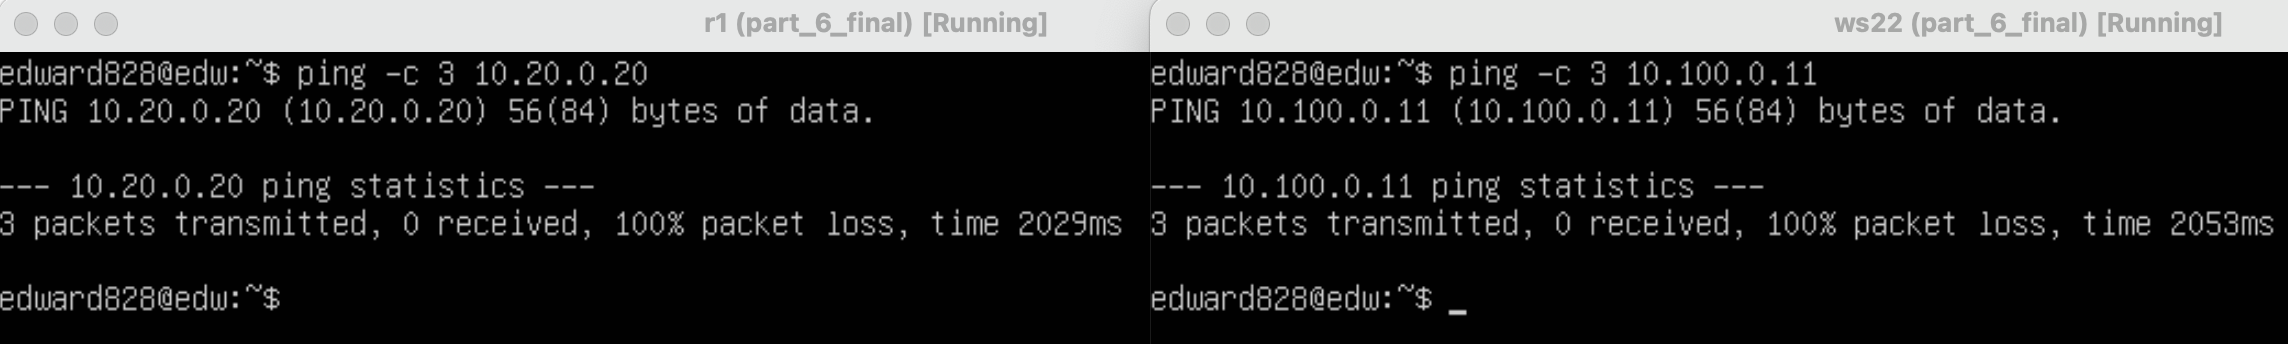 r1 (part_6_final) [Running]
edward828@edw:~$ ping -c 3 10.20.0.20
PING 10.20.0.20 (10.20.0.20) 56(84) bytes of data.
--- 10.20.0.20 ping statistics ---
3 packets transmitted, 0 received, 100% packet loss, time 2029ms
edward828@edw:~$
ws22 (part_6_final) [Running]
edward828@edw:~$ ping -c 3 10.100.0.11
PING 10.100.0.11 (10.100.0.11) 56(84) bytes of data.
--- 10.100.0.11 ping statistics ---
3 packets transmitted, 0 received, 100% packet loss, time 2053ms
edward828@edw:~$ _